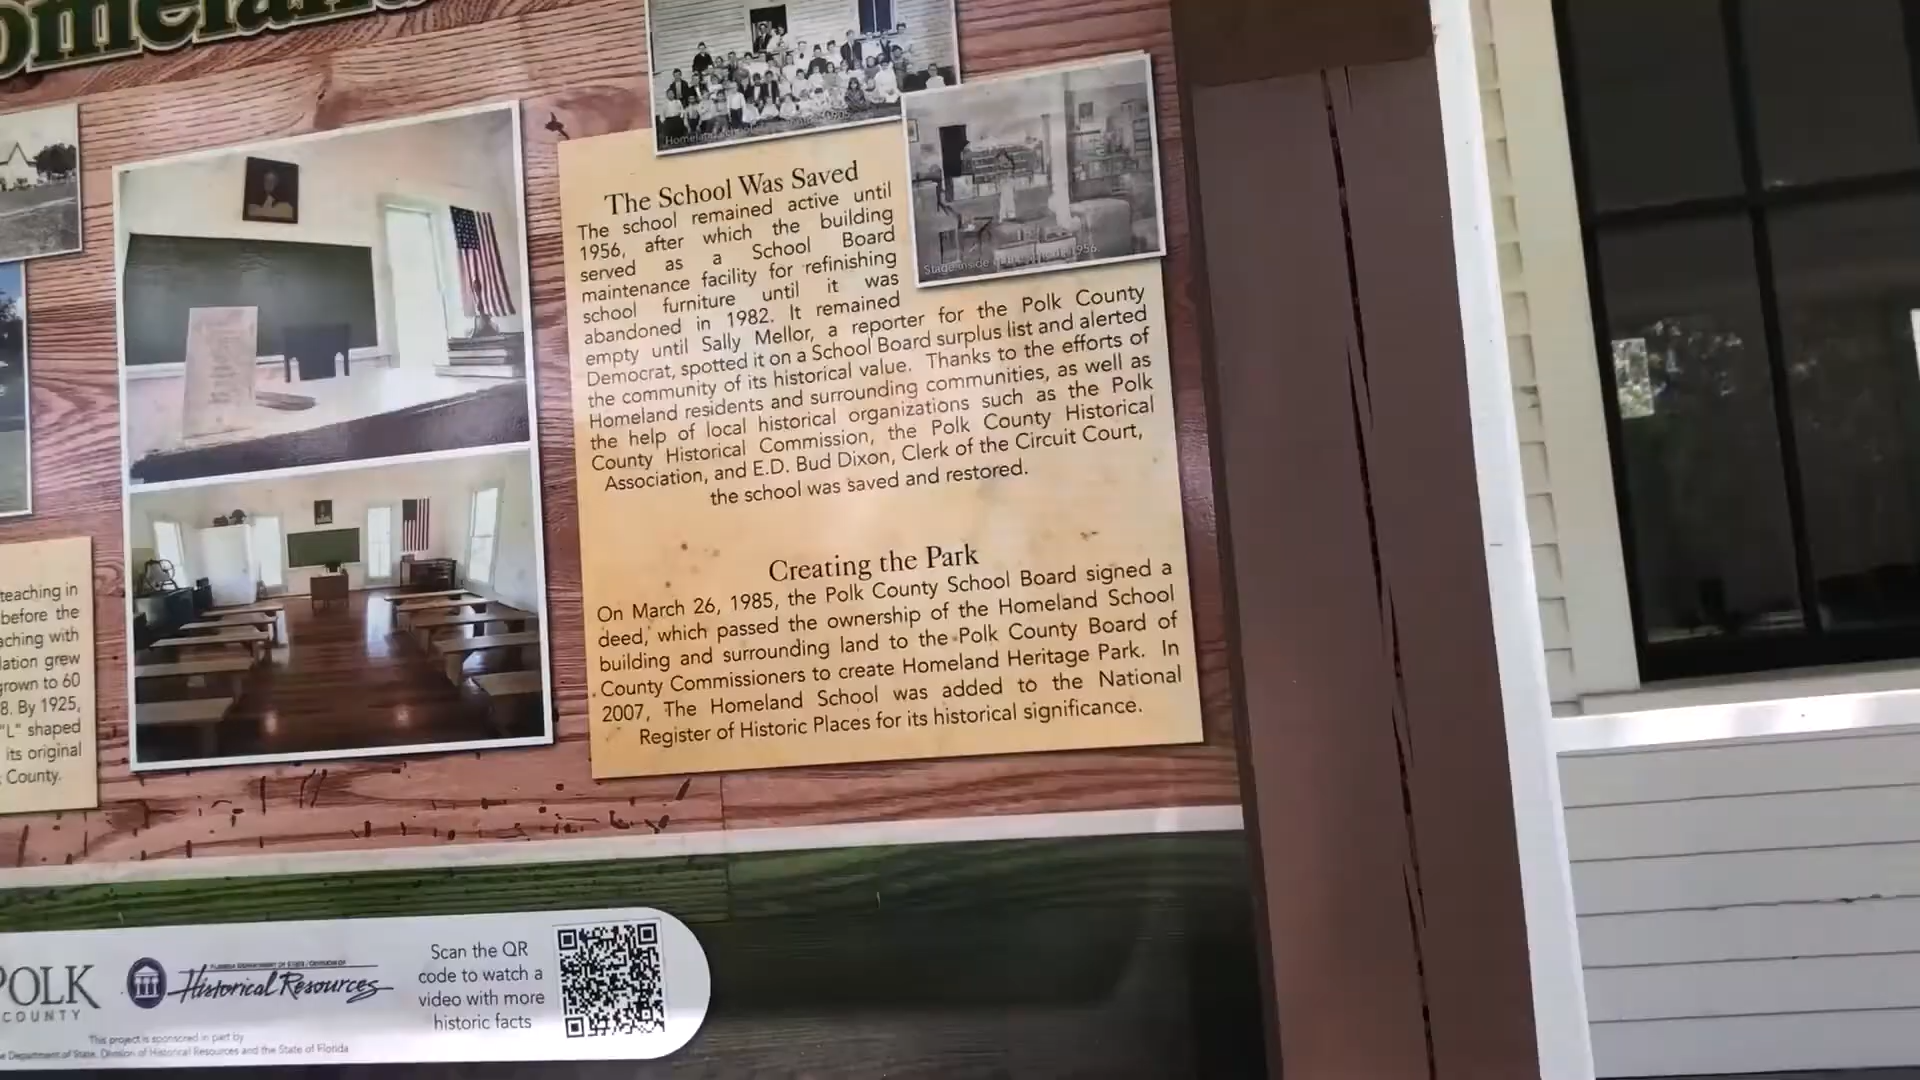 omeland
teaching in
before the
aching with
lation grew
grown to 60
8. By 1925,
"L" shaped
its original
County.
The School Was Saved
The school remained active until
1956, after which the building
served as a School Board
maintenance facility for refinishing
school furniture until it was
abandoned in 1982. It remained
empty until Sally Mellor, a reporter for the Polk County
Democrat, spotted it on a School Board surplus list and alerted
the community of its historical value. Thanks to the efforts of
Homeland residents and surrounding communities, as well as
the help of local historical organizations such as the Polk
County Historical Commission, the Polk County Historical
Association, and E.D. Bud Dixon, Clerk of the Circuit Court,
the school was saved and restored.
Stage inside 1956
Creating the Park
On March 26, 1985, the Polk County School Board signed a
deed, which passed the ownership of the Homeland School
building and surrounding land to the Polk County Board of
County Commissioners to create Homeland Heritage Park. In
2007, The Homeland School was added to the National
Register of Historic Places for its historical significance.
POLK
COUNTY
FLORIDA DEPARTMENT OF STATE / DIVISION OF
Historical Resources
This project is sponsored in part by
Department of State, Division of Historical Resources and the State of Florida
Scan the QR
code to watch a
video with more
historic facts